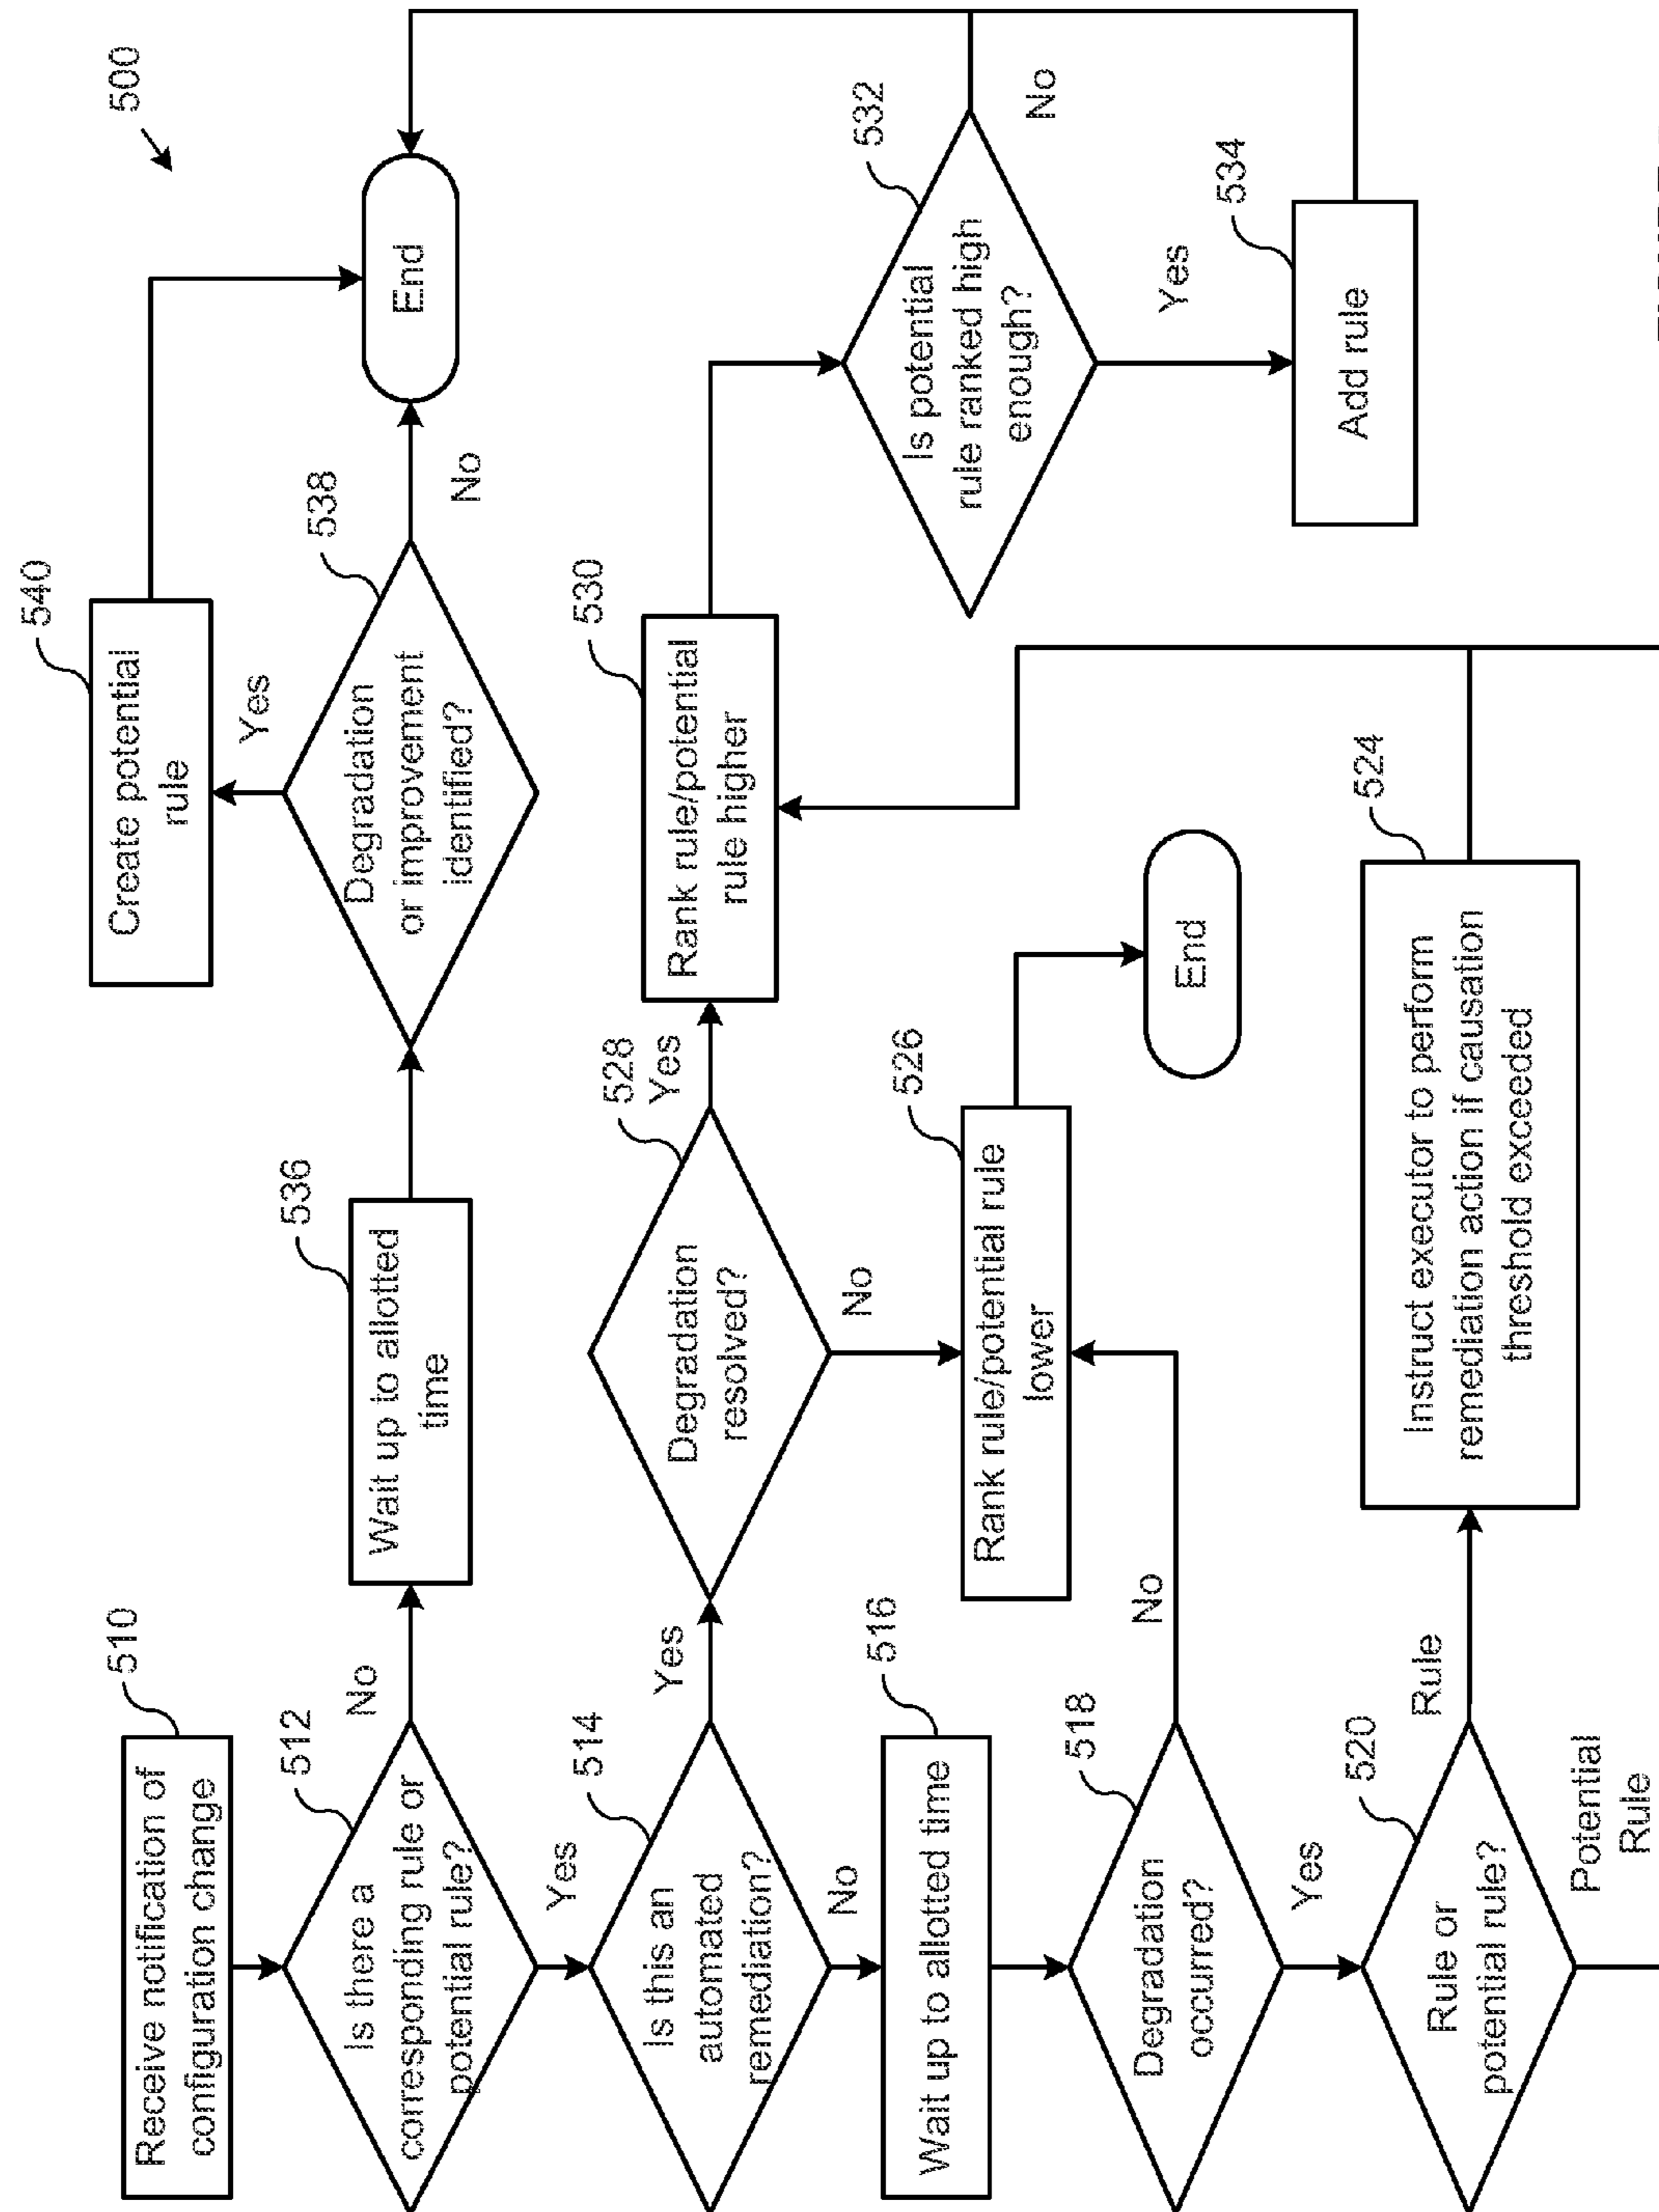 500
510
Receive notification of
configuration change
512
Is there a
corresponding rule or
potential rule?
No
Yes
536
Wait up to allotted
time
538
Degradation
or improvement
identified?
Yes
No
540
Create potential
rule
End
514
Is this an
automated
remediation?
Yes
No
528
Degradation
resolved?
Yes
No
530
Rank rule/potential
rule higher
532
Is potential
rule ranked high
enough?
No
Yes
534
Add rule
516
Wait up to allotted time
526
Rank rule/potential rule
lower
End
518
Degradation
occurred?
No
Yes
520
Rule or
potential rule?
Rule
Potential
Rule
524
Instruct executor to perform
remediation action if causation
threshold exceeded